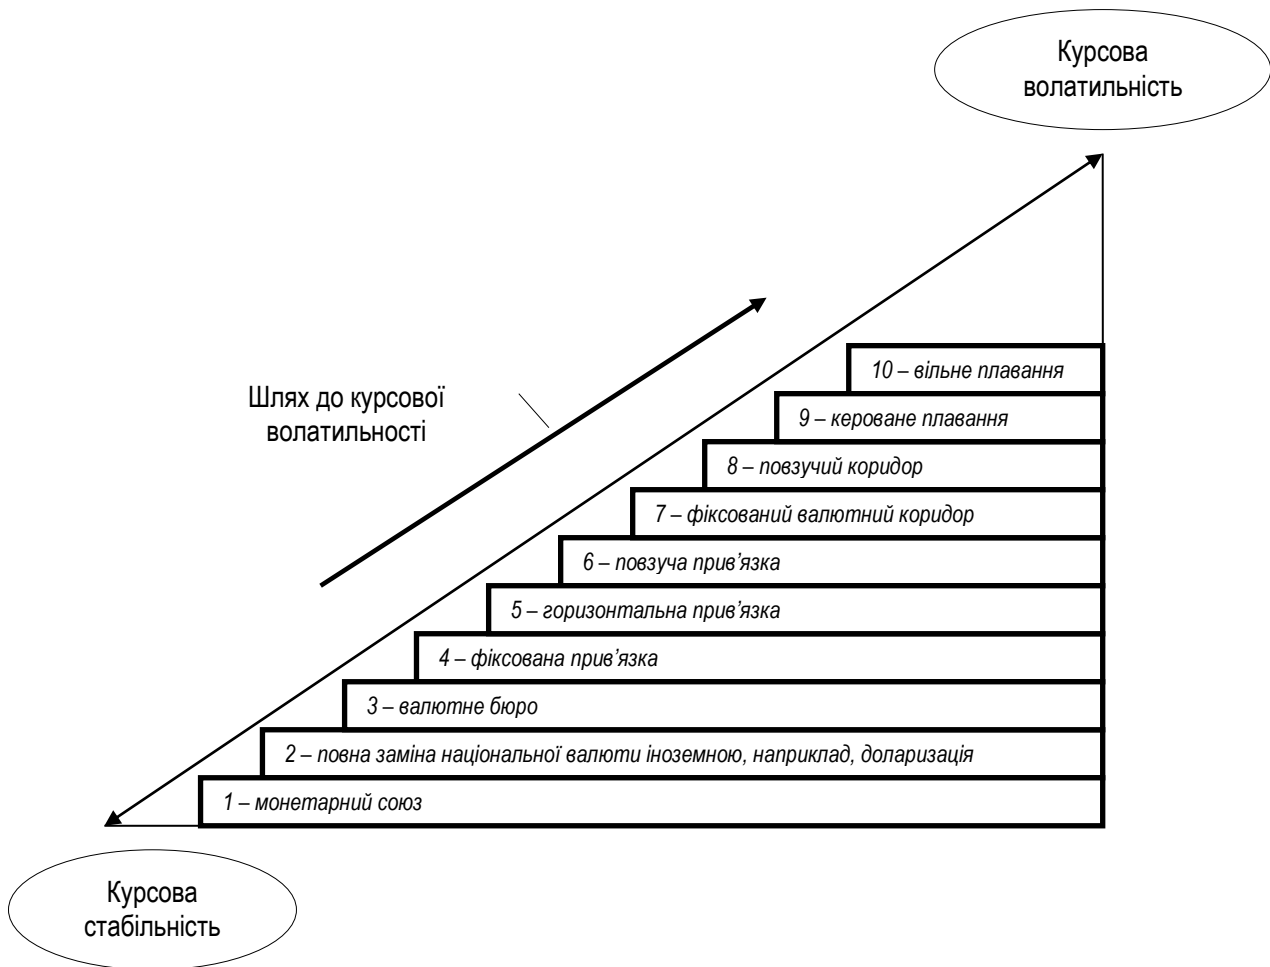 Курсова
волатильність
Шлях до курсової
волатильності
10 – вільне плавання
9 – кероване плавання
8 – повзучий коридор
7 – фіксований валютний коридор
6 – повзуча прив’язка
5 – горизонтальна прив’язка
4 – фіксована прив’язка
3 – валютне бюро
2 – повна заміна національної валюти іноземною, наприклад, доларизація
1 – монетарний союз
Курсова
стабільність